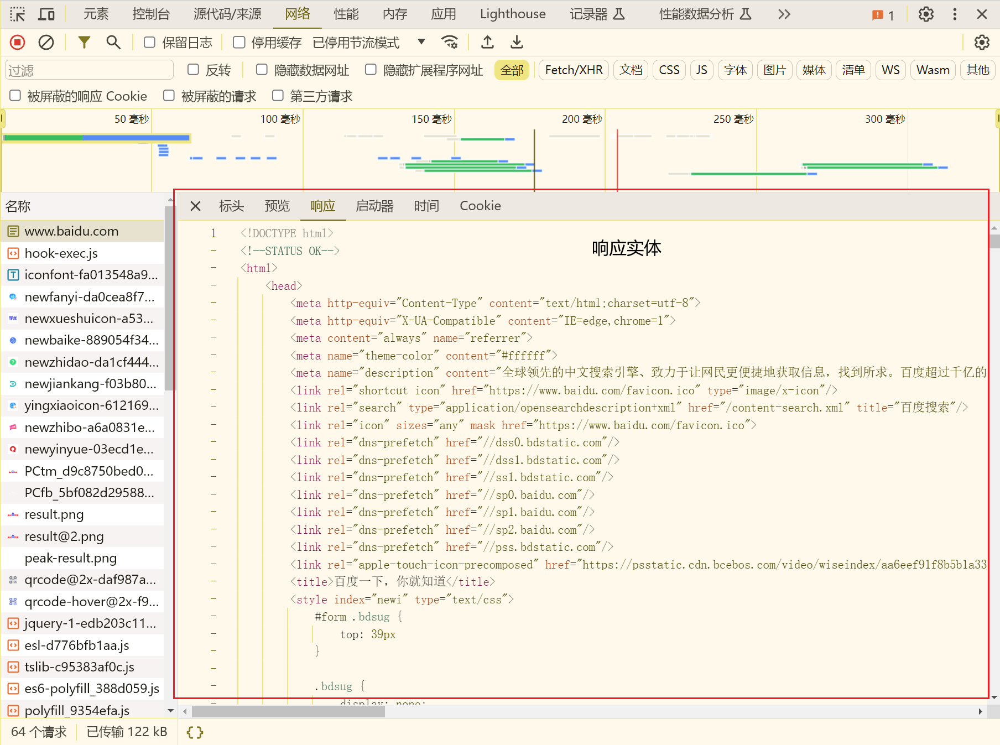 元素 控制台 源代码/来源 网络 性能 内存 应用 Lighthouse 记录器 性能数据分析 1
保留日志 停用缓存 已停用节流模式
过滤 反转 隐藏数据网址 隐藏扩展程序网址 全部 Fetch/XHR 文档 CSS JS 字体 图片 媒体 清单 WS Wasm 其他
被屏蔽的响应 Cookie 被屏蔽的请求 第三方请求
50 毫秒 100 毫秒 150 毫秒 200 毫秒 250 毫秒 300 毫秒
名称
www.baidu.com
hook-exec.js
iconfont-fa013548a9...
newfanyi-da0cea8f7...
newxueshuicon-a53...
newbaike-889054f34...
newzhidao-da1cf444...
newjiankang-f03b80...
yingxiaoicon-612169...
newzhibo-a6a0831e...
newyinyue-03ecd1e...
PCtm_d9c8750bed0...
PCfb_5bf082d29588...
result.png
result@2.png
peak-result.png
qrcode@2x-daf987a...
qrcode-hover@2x-f9...
jquery-1-edb203c11...
esl-d776bfb1aa.js
tslib-c95383af0c.js
es6-polyfill_388d059.js
polyfill_9354efa.js
标头 预览 响应 启动器 时间 Cookie
1 <!DOCTYPE html>
- <!--STATUS OK-->
响应实体
- <html>
- <head>
- <meta http-equiv="Content-Type" content="text/html;charset=utf-8">
- <meta http-equiv="X-UA-Compatible" content="IE=edge,chrome=1">
- <meta content="always" name="referrer">
- <meta name="theme-color" content="#ffffff">
- <meta name="description" content="全球领先的中文搜索引擎、致力于让网民更便捷地获取信息，找到所求。百度超过千亿的
- <link rel="shortcut icon" href="https://www.baidu.com/favicon.ico" type="image/x-icon"/>
- <link rel="search" type="application/opensearchdescription+xml" href="/content-search.xml" title="百度搜索"/>
- <link rel="icon" sizes="any" mask href="https://www.baidu.com/favicon.ico">
- <link rel="dns-prefetch" href="//dss0.bdstatic.com"/>
- <link rel="dns-prefetch" href="//dss1.bdstatic.com"/>
- <link rel="dns-prefetch" href="//ss1.bdstatic.com"/>
- <link rel="dns-prefetch" href="//sp0.baidu.com"/>
- <link rel="dns-prefetch" href="//sp1.baidu.com"/>
- <link rel="dns-prefetch" href="//sp2.baidu.com"/>
- <link rel="dns-prefetch" href="//pss.bdstatic.com"/>
- <link rel="apple-touch-icon-precomposed" href="https://psstatic.cdn.bcebos.com/video/wiseindex/aa6eef91f8b5b1a33
- <title>百度一下，你就知道</title>
- <style index="newi" type="text/css">
- #form .bdsug {
- top: 39px
- }
-
- .bdsug {
- display: none;
64 个请求 已传输 122 kB { }